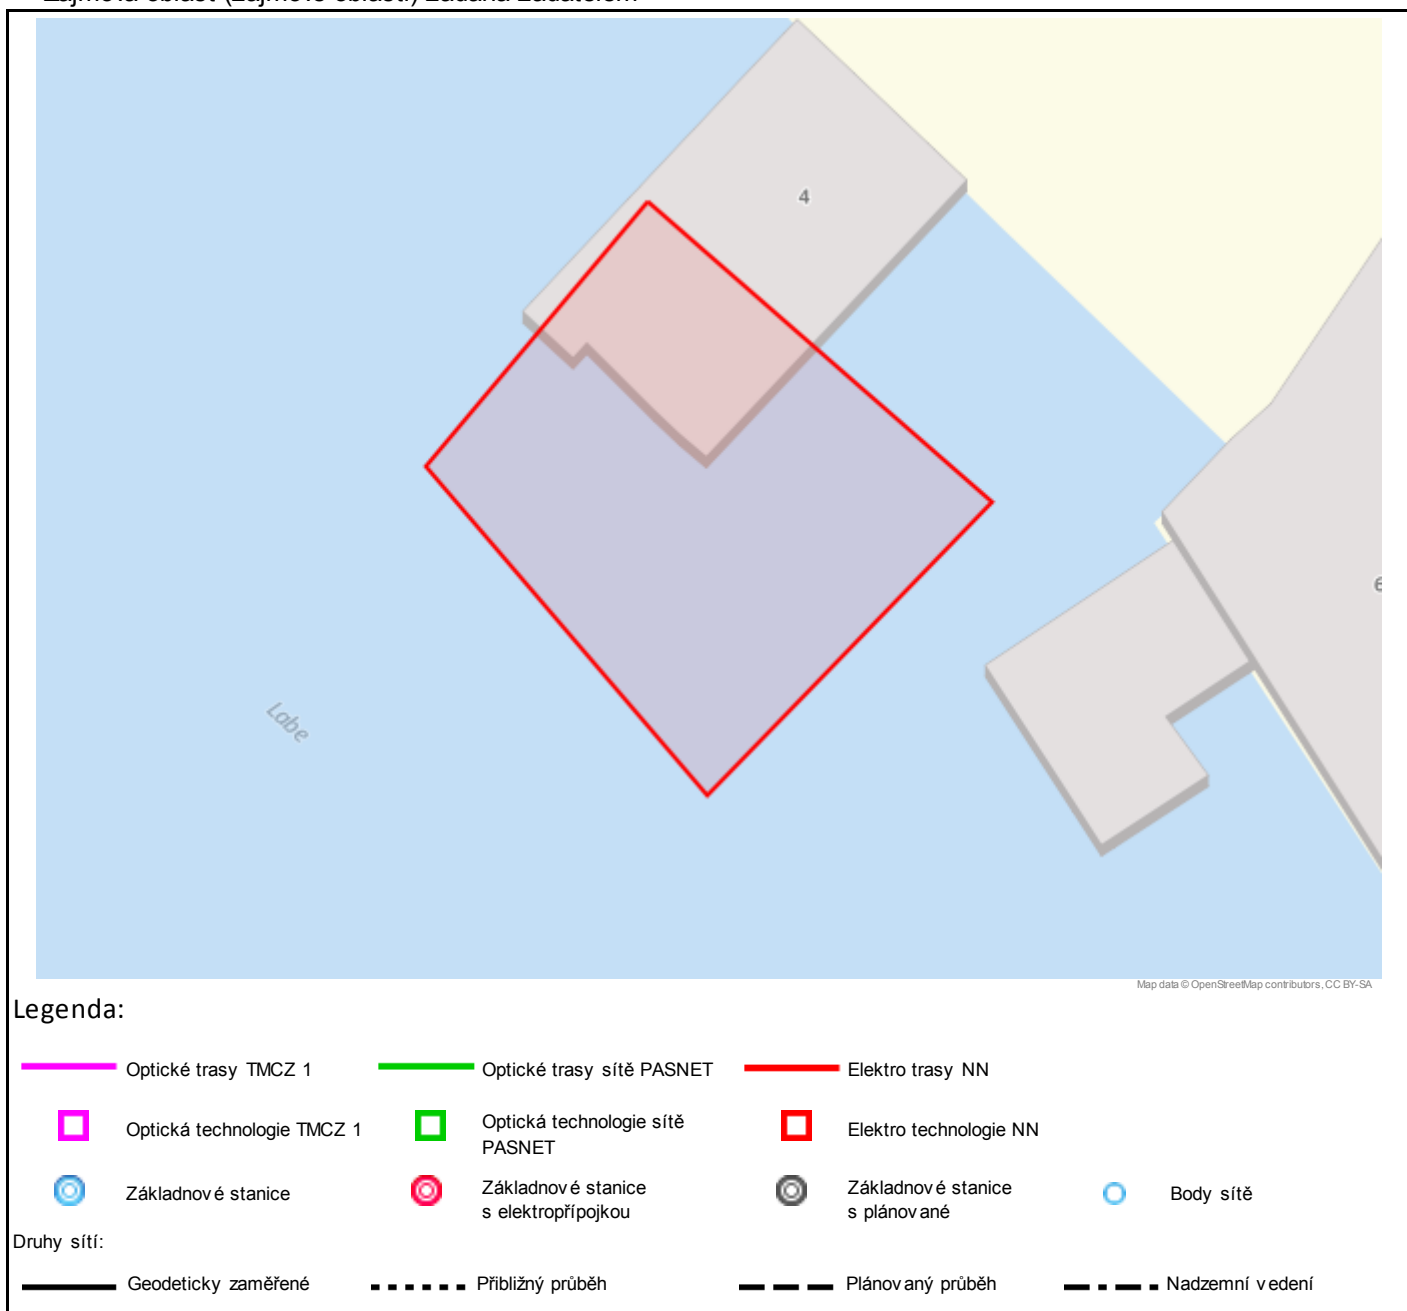 4
6
Labe
Map data © OpenStreetMap contributors, CC BY-SA
Legenda:
Optické trasy TMCZ 1
Optické trasy sítě PASNET
Elektro trasy NN
Optická technologie TMCZ 1
Optická technologie sítě
PASNET
Elektro technologie NN
Základnové stanice
Základnové stanice
s elektropřípojkou
Základnové stanice
s plánované
Body sítě
Druhy sítí:
Geodeticky zaměřené
Přibližný průběh
Plánovaný průběh
Nadzemní vedení